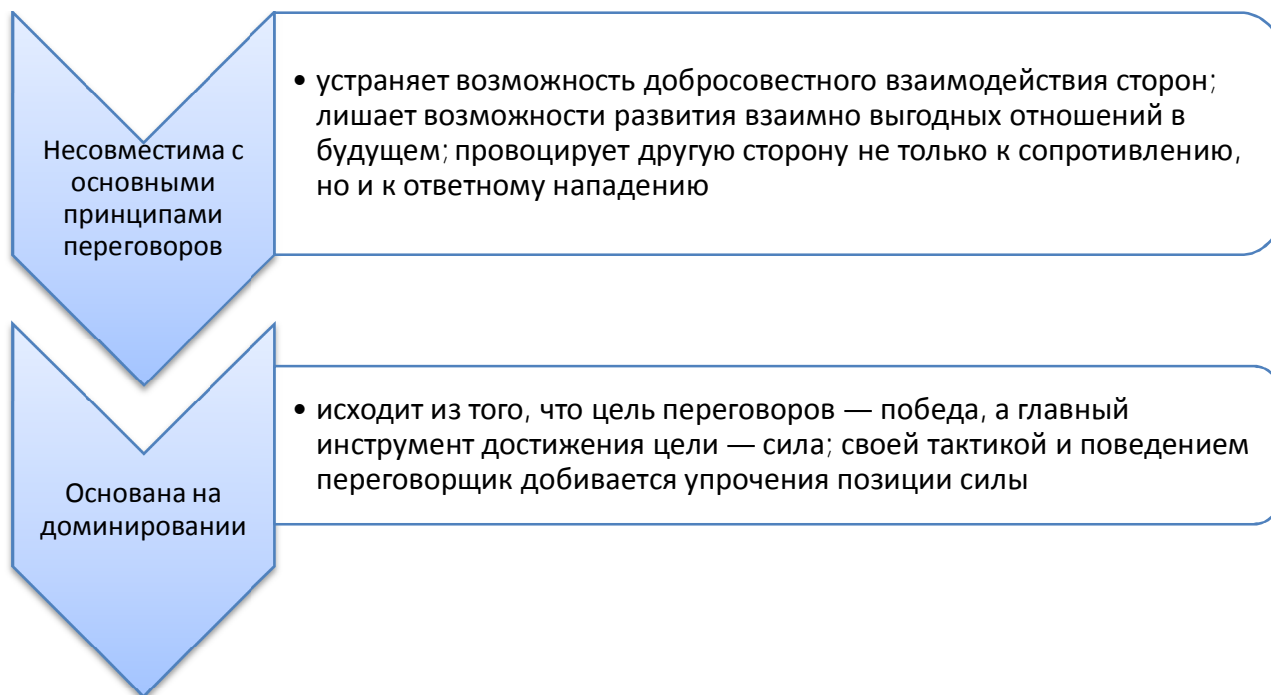 Несовместима с
основными
принципами
переговоров
• устраняет возможность добросовестного взаимодействия сторон;
лишает возможности развития взаимно выгодных отношений в
будущем; провоцирует другую сторону не только к сопротивлению,
но и к ответному нападению
Основана на
доминировании
• исходит из того, что цель переговоров — победа, а главный
инструмент достижения цели — сила; своей тактикой и поведением
переговорщик добивается упрочения позиции силы